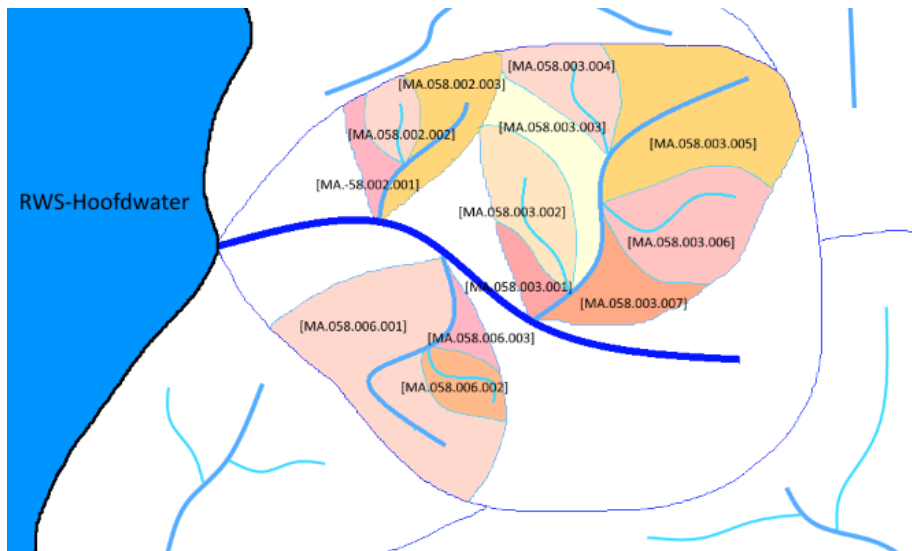 [MA.058.003.004]
[MA.058.002.003]
[MA.058.002.002]
[MA.058.003.003]
[MA.058.003.005]
[MA.-58.002.001]
RWS-Hoofdwater
[MA.058.003.002]
[MA.058.003.006]
[MA.058.003.001]
[MA.058.003.007]
[MA.058.006.001]
[MA.058.006.003]
[MA.058.006.002]